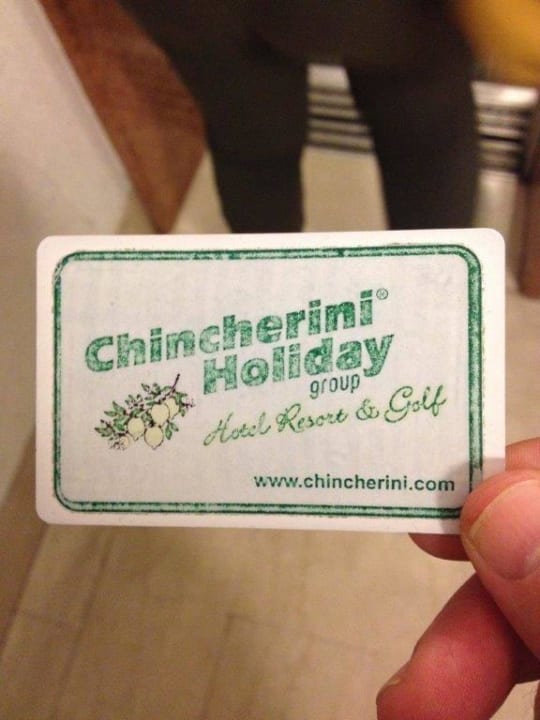 Chincherini®
Holiday
group
Hotel Resort & Golf
www.chincherini.com